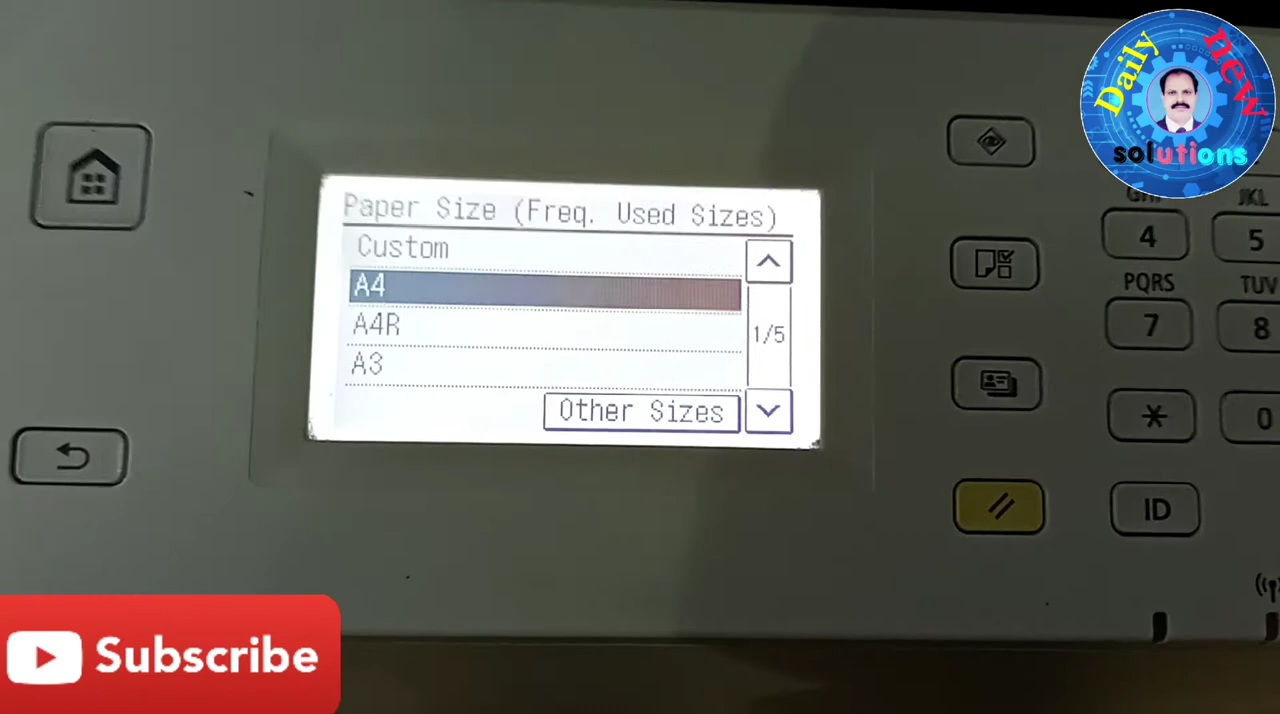 Daily
new
solutions
Paper Size (Freq. Used Sizes)
Custom
A4
A4R
A3
1/5
Other Sizes
JKL
4
5
PQRS
TUV
7
8
0
ID
Subscribe